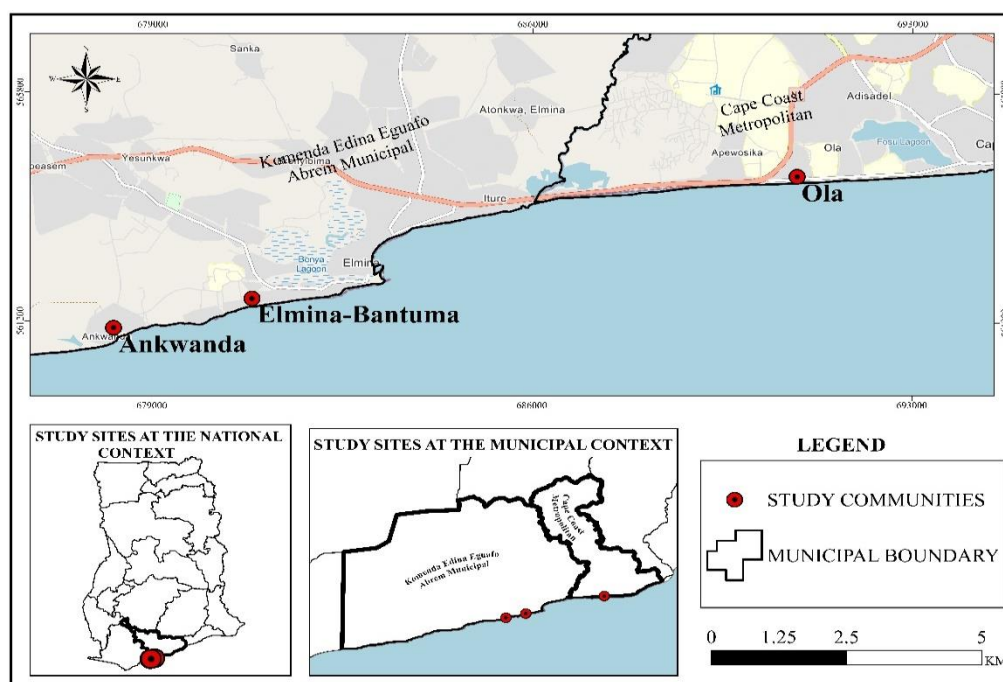 679000
686000
693000
W
E
565800
Sanka
Atonkwa, Elmina
Komenda Edina Eguafo
Abrem Municipal
Cape Coast
Metropolitan
Adisadel
Yesunkwa
Apewosika
Ola
Fosu Lagoon
Iture
Ola
Benya
Lagoon
Elmina
Elmina-Bantuma
561200
Ankwanda
679000
686000
693000
STUDY SITES AT THE NATIONAL
CONTEXT
STUDY SITES AT THE MUNICIPAL CONTEXT
Komenda Edina Eguafo
Abrem Municipal
Cape Coast
Metropolitan
LEGEND
STUDY COMMUNITIES
MUNICIPAL BOUNDARY
0
1.25
2.5
5
KM